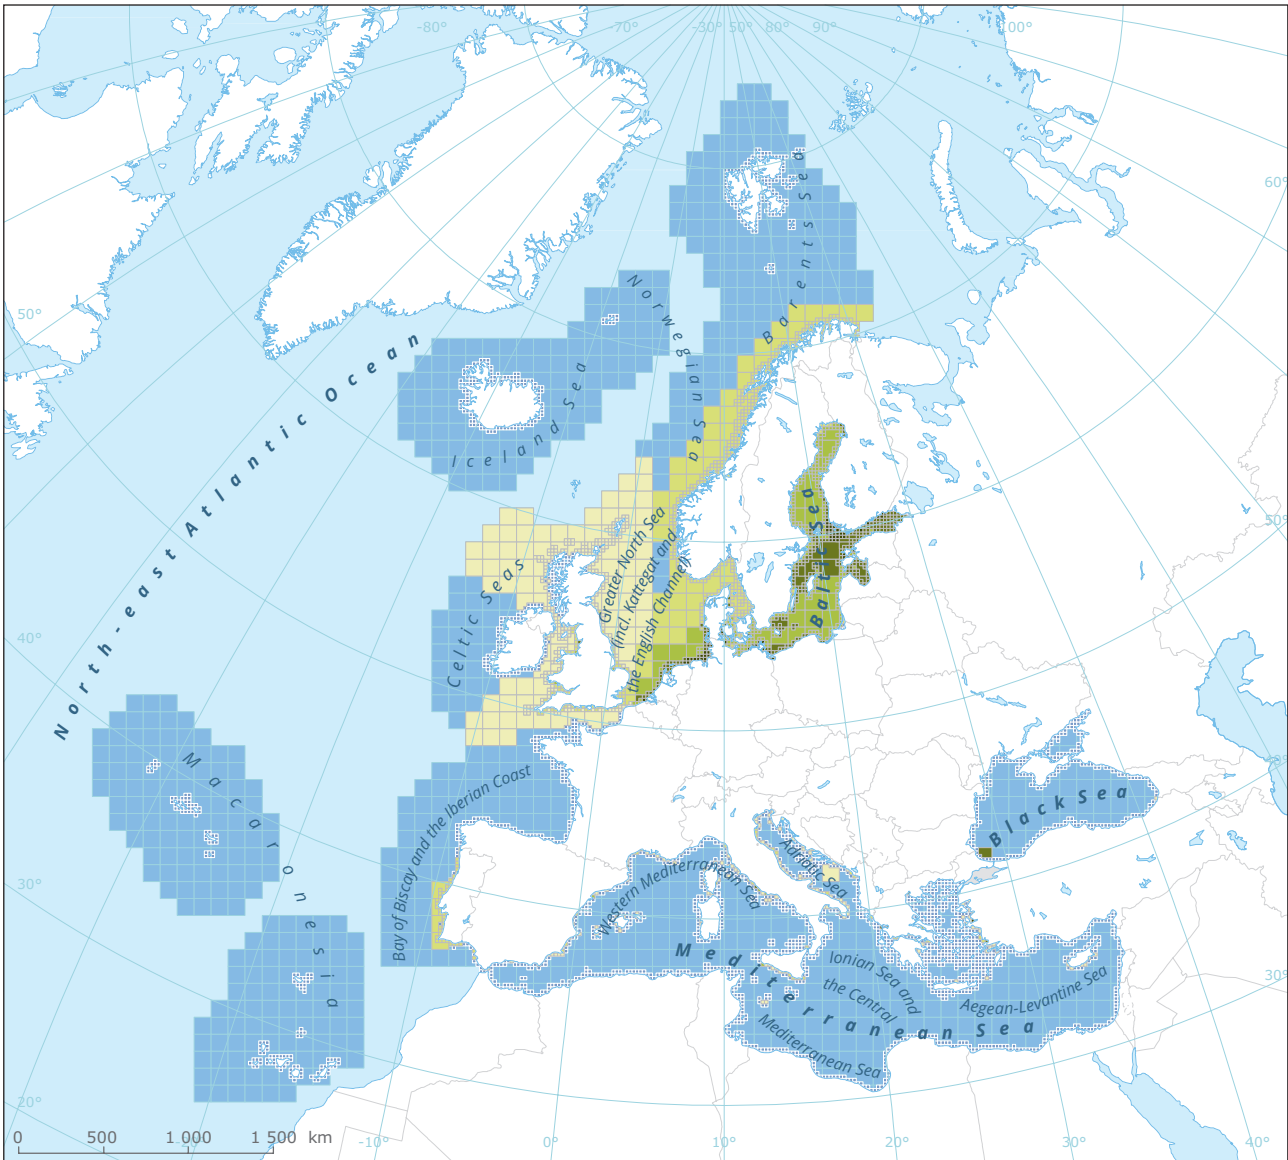 -80°
-70°
-30°
50°
80°
90°
100°
60°
50°
50°
40°
30°
30°
20°
-10°
0°
10°
20°
30°
40°
Barents Sea
Norwegian Sea
Iceland Sea
North-east Atlantic Ocean
Celtic Seas
Greater North Sea
(incl. Kattegat and
the English Channel)
Baltic Sea
Macaronesia
Bay of Biscay and the Iberian Coast
Black Sea
Adriatic Sea
Western Mediterranean Sea
Mediterranean Sea
Ionian Sea and
the Central
Mediterranean Sea
Aegean-Levantine Sea
0 500 1 000 1 500 km